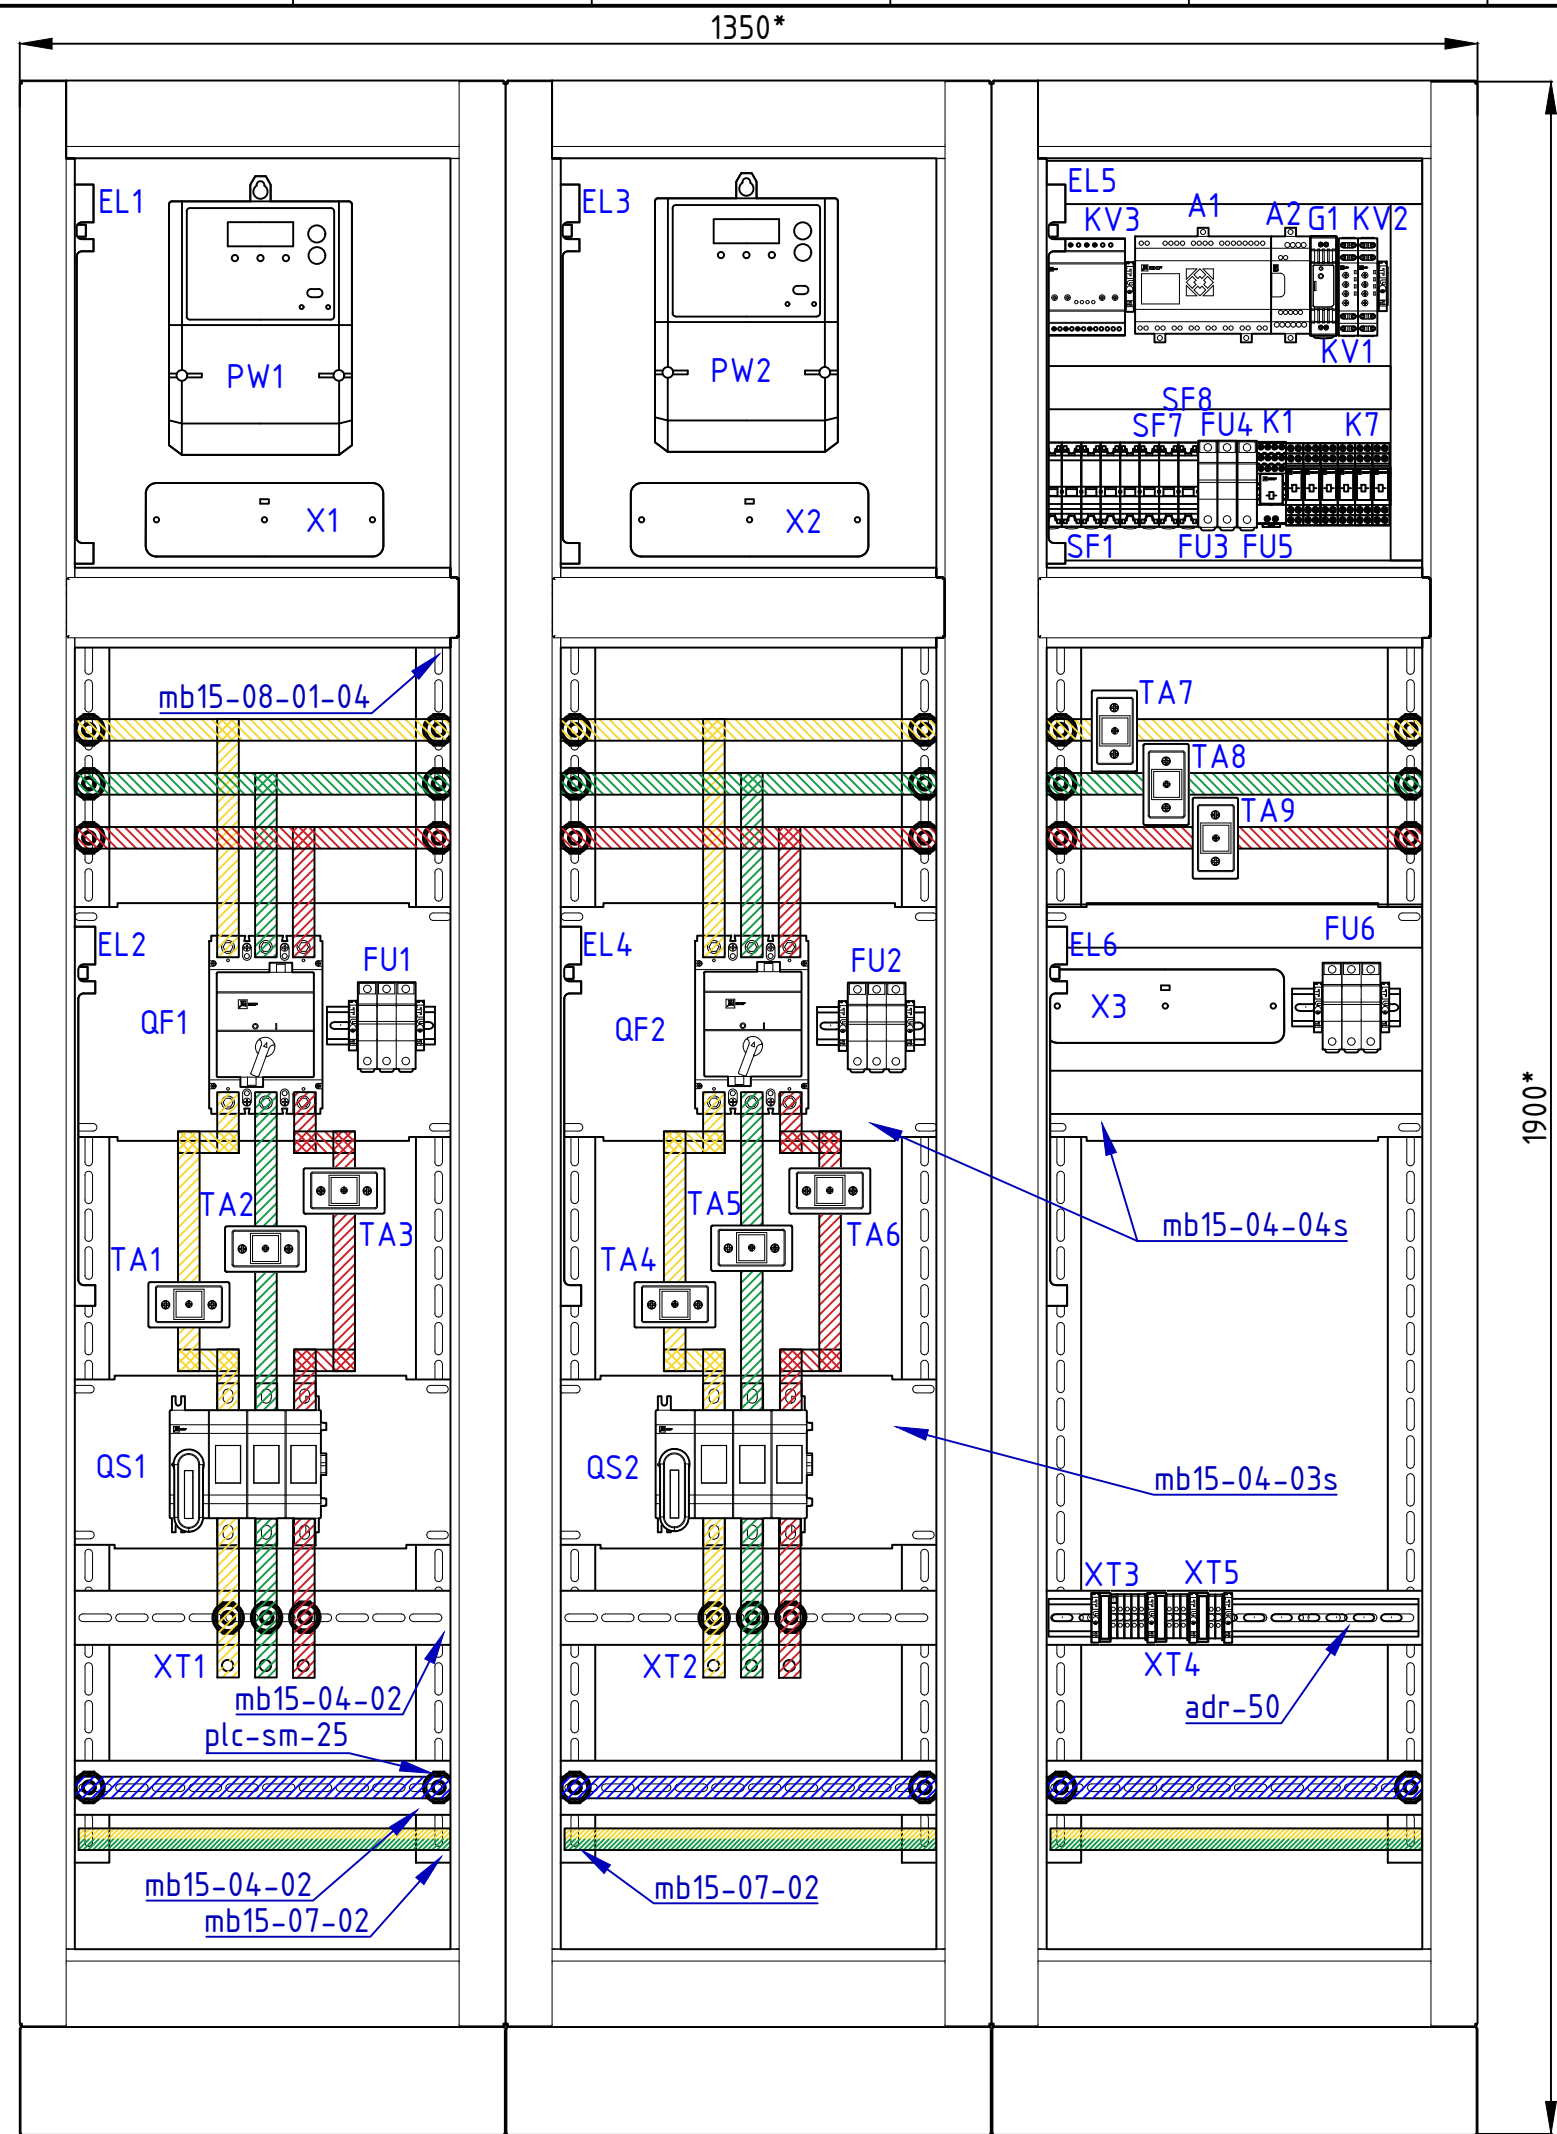 1350*
EL1
EL3
EL5
KV3
A1
A2
G1
KV2
PW1
PW2
KV1
SF8
SF7
FU4
K1
K7
X1
X2
SF1
FU3
FU5
mb15-08-01-04
TA7
TA8
TA9
EL2
FU1
EL4
FU2
EL6
FU6
QF1
QF2
X3
1900*
TA2
TA3
TA1
TA5
TA6
TA4
mb15-04-04s
QS1
QS2
mb15-04-03s
XT3
XT5
XT1
XT2
XT4
mb15-04-02
adr-50
plc-sm-25
mb15-04-02
mb15-07-02
mb15-07-02